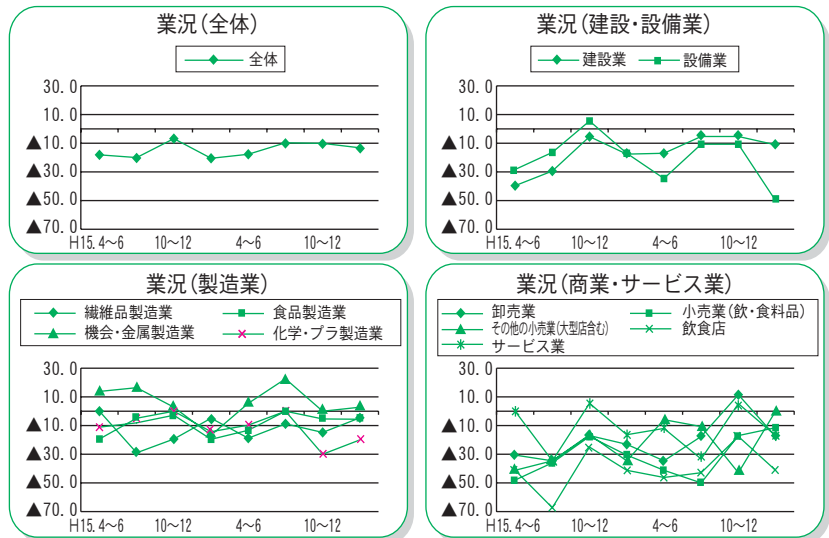 業況(全体)
全体
30.0
10.0
▲10.0
▲30.0
▲50.0
▲70.0
H15.4～6 10～12 4～6 10～12
業況(建設・設備業)
建設業 設備業
30.0
10.0
▲10.0
▲30.0
▲50.0
▲70.0
H15.4～6 10～12 4～6 10～12
業況(製造業)
繊維品製造業 食品製造業
機会・金属製造業 化学・プラ製造業
30.0
10.0
▲10.0
▲30.0
▲50.0
▲70.0
H15.4～6 10～12 4～6 10～12
業況(商業・サービス業)
卸売業 小売業(飲・食料品)
その他の小売業(大型店含む) 飲食店
サービス業
30.0
10.0
▲10.0
▲30.0
▲50.0
▲70.0
H15.4～6 10～12 4～6 10～12